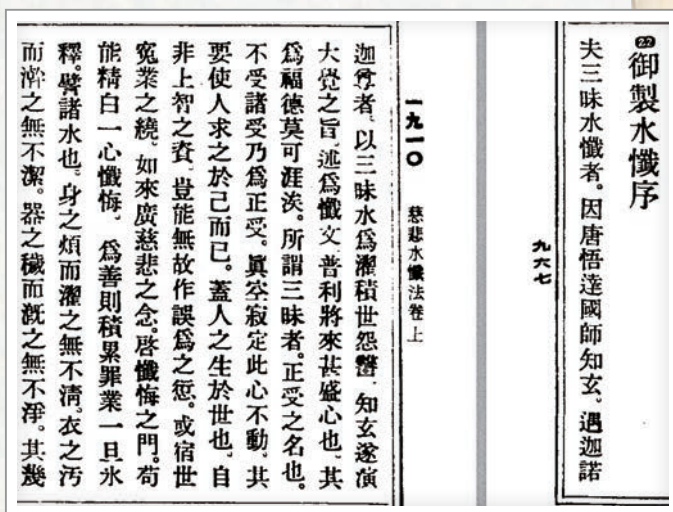 ㉒御製水懺序
夫三昧水懺者。因唐悟達國師知玄。遇迦諾
九六七
一九一〇 慈悲水懺法卷上
迦尊者。以三昧水爲濯積世怨讐。知玄遂演
大覺之旨。述爲懺文。普利將來甚盛心也。其
爲福德莫可涯涘。所謂三昧者。正受之名也。
不受諸受乃爲正受。眞空寂定此心不動。其
要使人求之於己而已。蓋人之生於世也。自
非上智之資。豈能無故作誤爲之愆。或宿世
冤業之繞。如來廣慈悲之念。啓懺悔之門。苟
能精白一心懺悔。爲善則積累罪業一旦氷
釋。譬諸水也。身之煩而濯之無不清。衣之汚
而澣之無不潔。器之穢而漑之無不淨。其幾